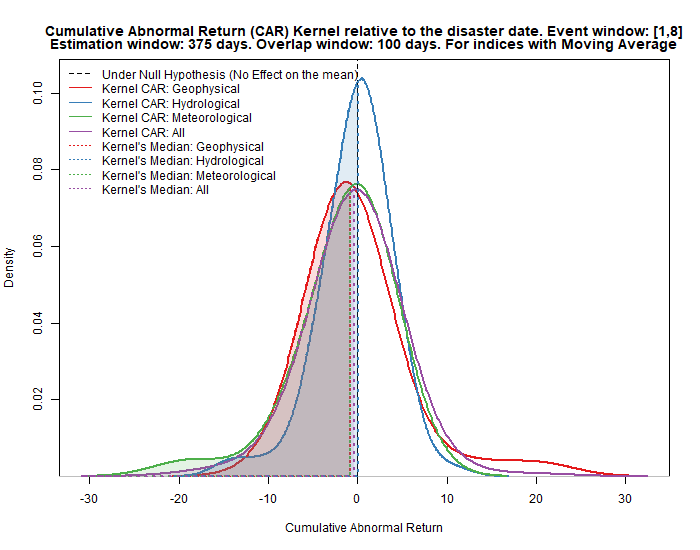 Cumulative Abnormal Return (CAR) Kernel relative to the disaster date. Event window: [1,8]
Estimation window: 375 days. Overlap window: 100 days. For indices with Moving Average
Under Null Hypothesis (No Effect on the mean)
Kernel CAR: Geophysical
Kernel CAR: Hydrological
Kernel CAR: Meteorological
Kernel CAR: All
Kernel's Median: Geophysical
Kernel's Median: Hydrological
Kernel's Median: Meteorological
Kernel's Median: All
0.10
0.08
0.06
0.04
0.02
Density
-30 -20 -10 0 10 20 30
Cumulative Abnormal Return